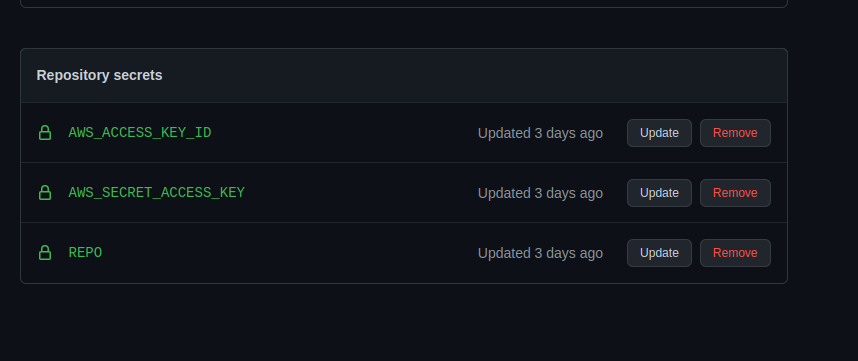 Repository secrets
AWS_ACCESS_KEY_ID Updated 3 days ago Update Remove
AWS_SECRET_ACCESS_KEY Updated 3 days ago Update Remove
REPO Updated 3 days ago Update Remove